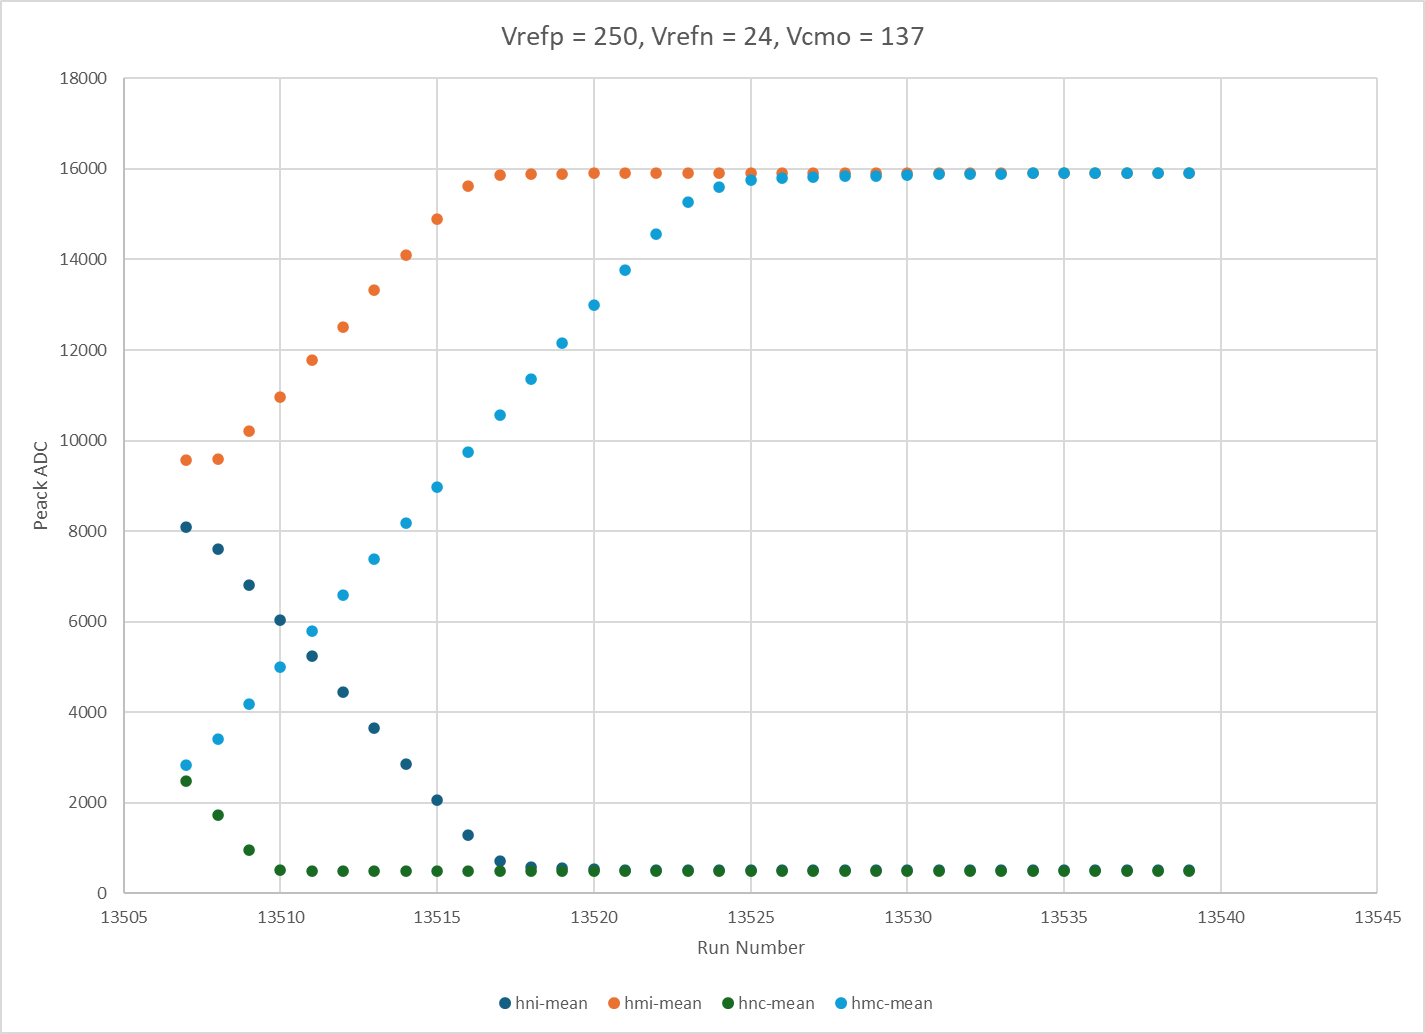 Vrefp = 250, Vrefn = 24, Vcmo = 137
18000
16000
14000
12000
10000
8000
6000
4000
2000
0
Peack ADC
13505 13510 13515 13520 13525 13530 13535 13540 13545
Run Number
hni-mean hmi-mean hnc-mean hmc-mean